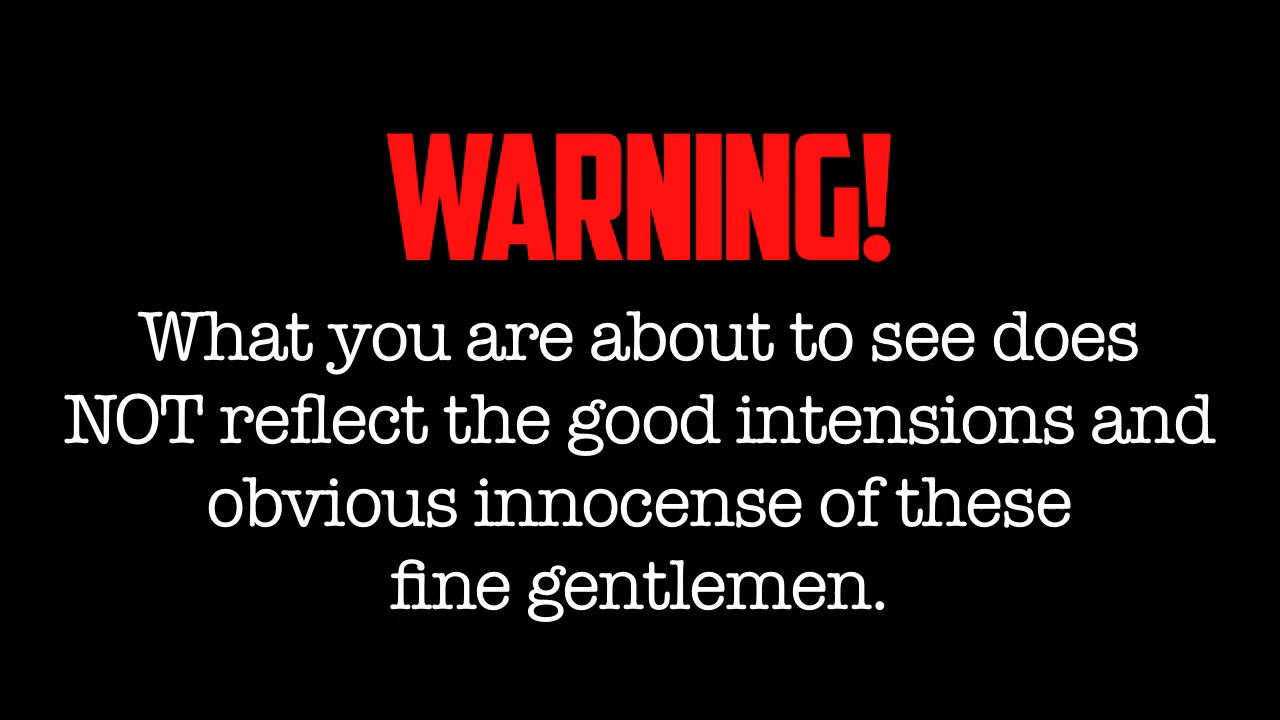 WARNING!
What you are about to see does
NOT reflect the good intensions and
obvious innocense of these
fine gentlemen.